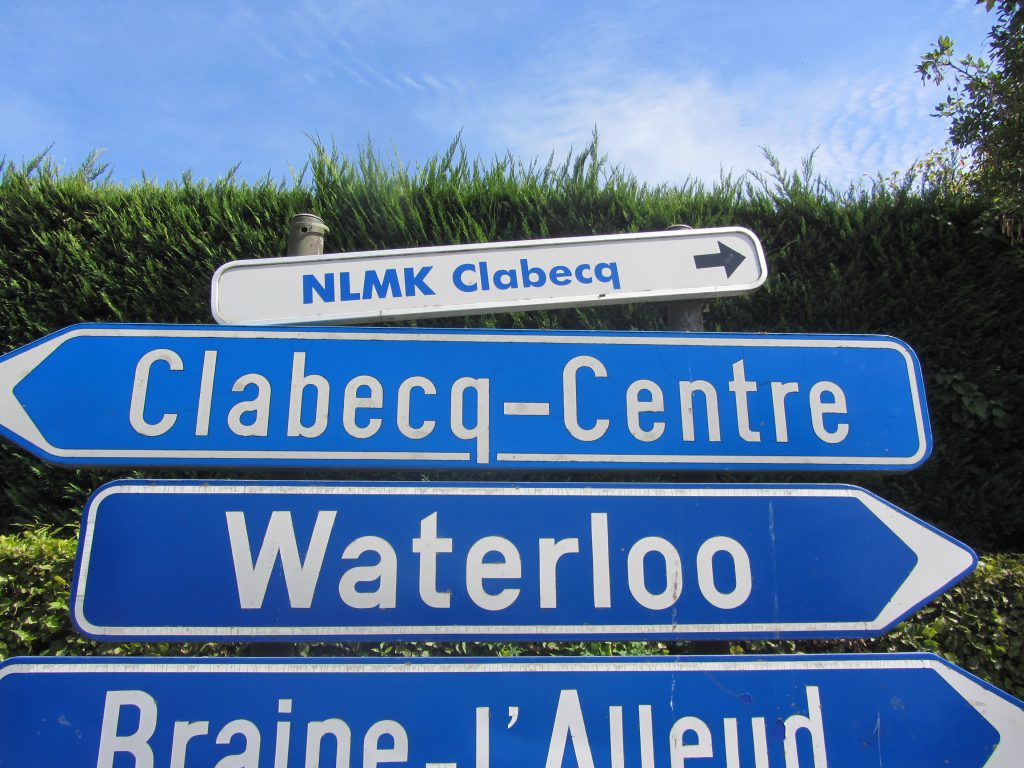 NLMK Clabecq
Clabecq-Centre
Waterloo
Braine-l'Alleud